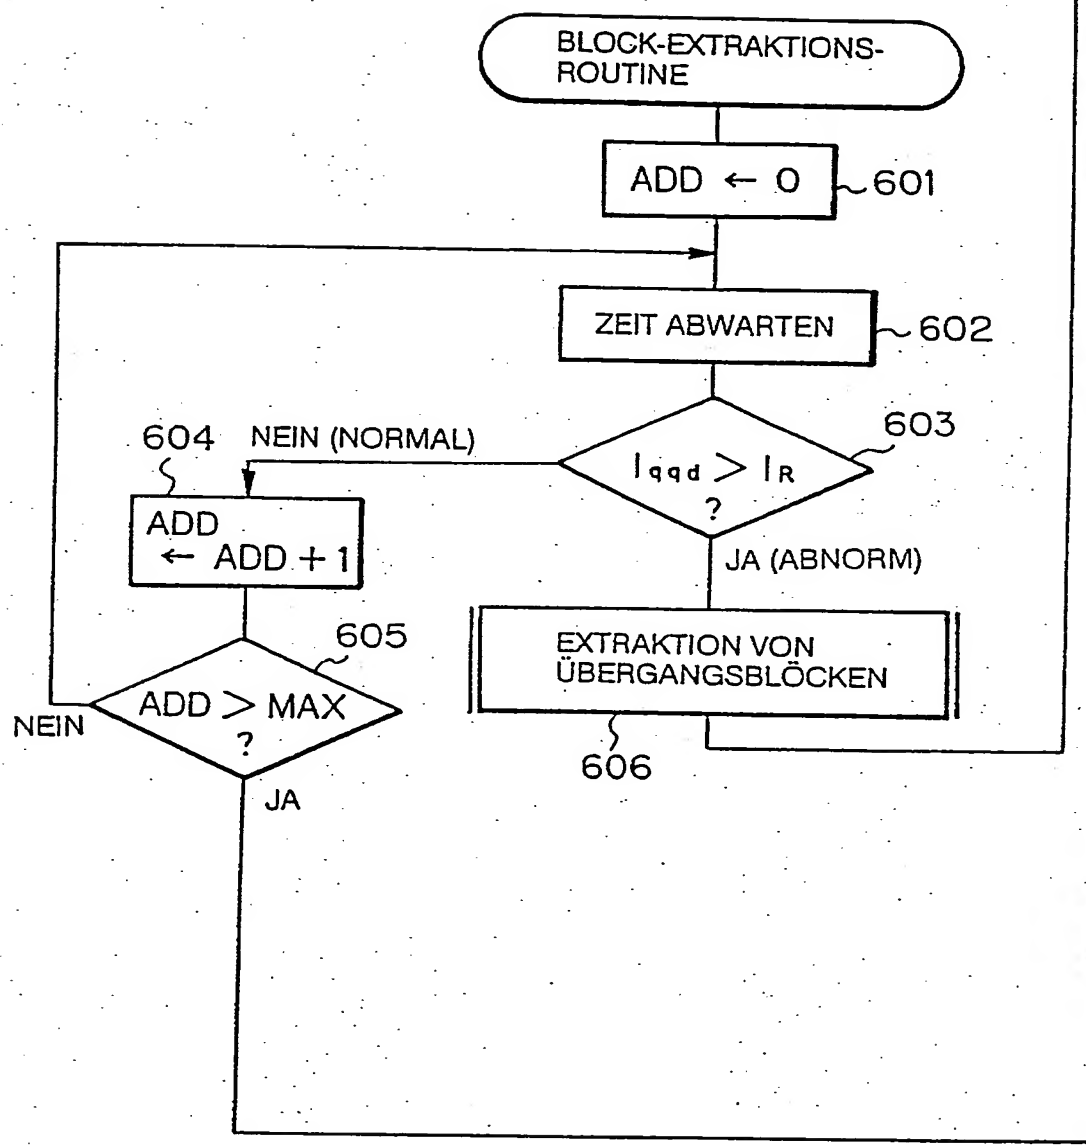 BLOCK-EXTRAKTIONS-
ROUTINE
ADD ← 0
601
ZEIT ABWARTEN
602
604
NEIN (NORMAL)
603
Iqqd > IR
?
ADD
← ADD + 1
JA (ABNORM)
605
EXTRAKTION VON
ÜBERGANGSBLÖCKEN
ADD > MAX
?
NEIN
606
JA